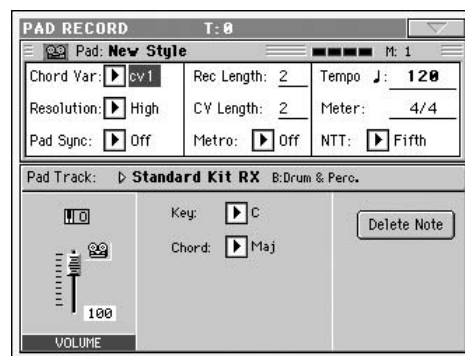 PAD RECORD T:0
Pad: New Style M: 1
Chord Var: cv1 Rec Length: 2 Tempo ♩: 120
Resolution: High CV Length: 2 Meter: 4/4
Pad Sync: Off Metro: Off NTT: Fifth
Pad Track: Standard Kit RX B:Drum & Perc.
Key: C
Delete Note
Chord: Maj
100
VOLUME